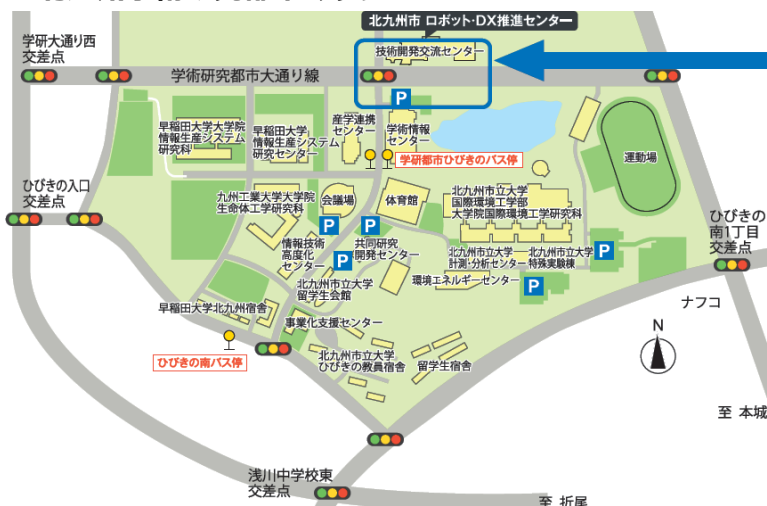 北九州市 ロボット・DX推進センター
技術開発交流センター
学研大通り西
交差点
学術研究都市大通り線
P
早稲田大学大学院
情報生産システム
研究科
早稲田大学
情報生産システム
研究センター
産学連携
センター
学術情報
センター
学研都市ひびきのバス停
運動場
ひびきの入口
交差点
九州工業大学大学院
生命体工学研究科
会議場
体育館
北九州市立大学
国際環境工学部
大学院国際環境工学研究科
ひびきの
南1丁目
交差点
P
P
情報技術
高度化
センター
共同研究
開発センター
北九州市立大学
計測・分析センター
北九州市立大学
特殊実験棟
P
P
北九州市立大学
留学生会館
環境エネルギーセンター
P
ナフコ
早稲田大学北九州宿舎
事業化支援センター
N
ひびきの南バス停
北九州市立大学
ひびきの教員宿舎
留学生宿舎
至 本城
浅川中学校東
交差点
至 折尾